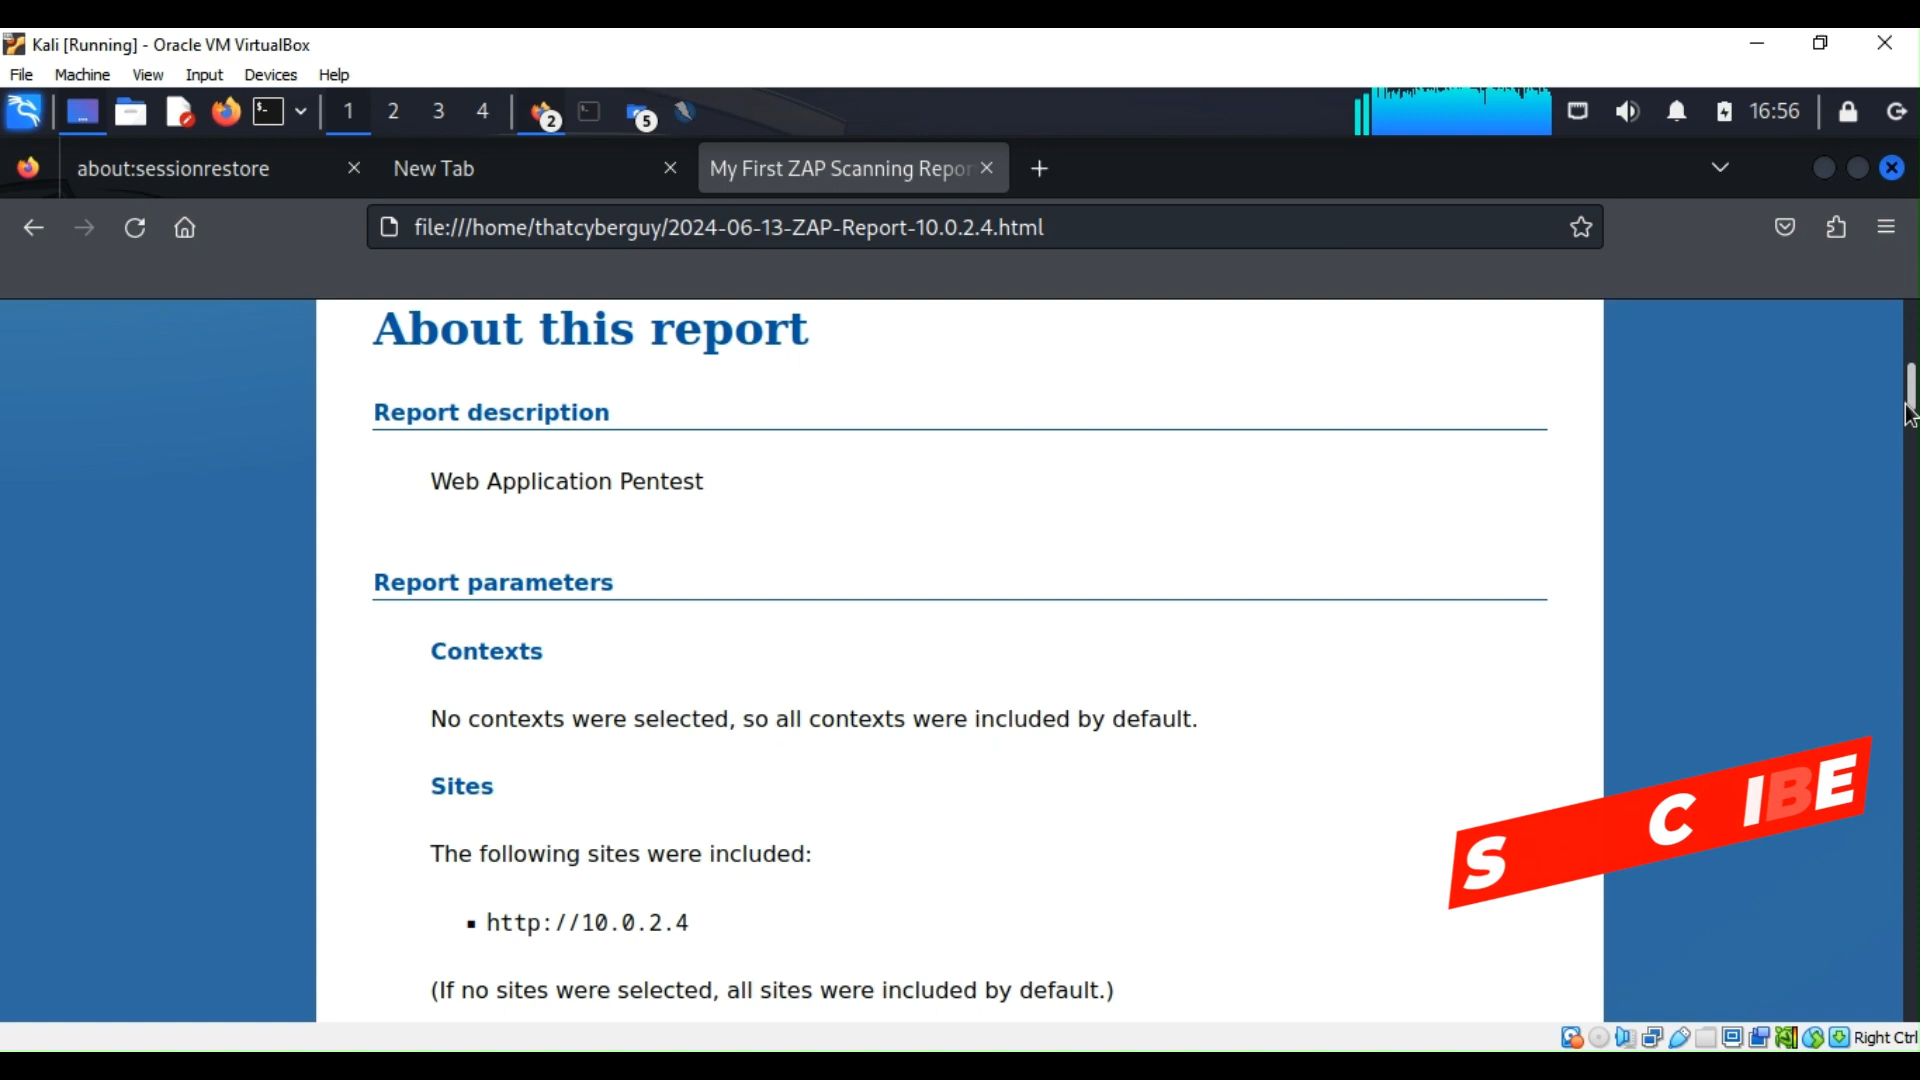 Kali [Running] - Oracle VM VirtualBox
File Machine View Input Devices Help
1 2 3 4 2 5 16:56
about:sessionrestore New Tab My First ZAP Scanning Repor
file:///home/thatcyberguy/2024-06-13-ZAP-Report-10.0.2.4.html
About this report
Report description
Web Application Pentest
Report parameters
Contexts
No contexts were selected, so all contexts were included by default.
Sites
The following sites were included:
http://10.0.2.4
(If no sites were selected, all sites were included by default.)
S C IBE
Right Ctrl